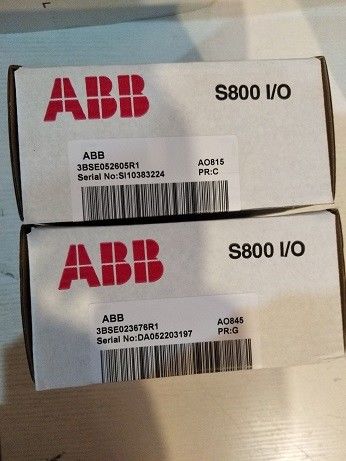 ABB
S800 I/O
ABB
3BSE052605R1
AO815
Serial No:SI10383224
PR:C
ABB
S800 I/O
ABB
3BSE023676R1
AO845
Serial No:DA052203197
PR:G